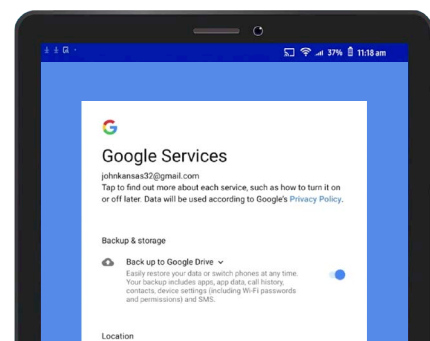 37% 11:18 am
Google Services
johnkansas32@gmail.com
Tap to find out more about each service, such as how to turn it on
or off later. Data will be used according to Google's Privacy Policy.
Backup & storage
Back up to Google Drive
Easily restore your data or switch phones at any time.
Your backup includes apps, app data, call history,
contacts, device settings (including Wi-Fi passwords
and permissions) and SMS.
Location